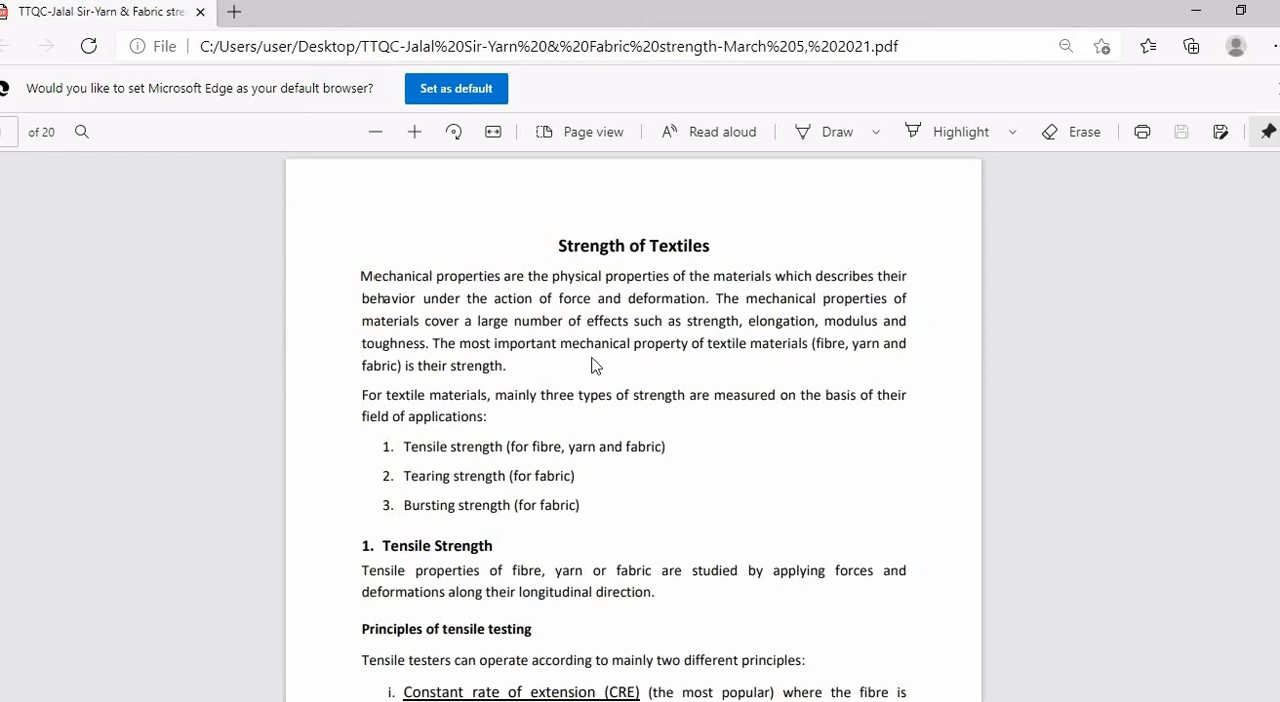 TTQC-Jalal Sir-Yarn & Fabric stre
File
C:/Users/user/Desktop/TTQC-Jalal%20Sir-Yarn%20&%20Fabric%20strength-March%205,%202021.pdf
Would you like to set Microsoft Edge as your default browser?
Set as default
of 20
Page view
Read aloud
Draw
Highlight
Erase
Strength of Textiles
Mechanical properties are the physical properties of the materials which describes their
behavior under the action of force and deformation. The mechanical properties of
materials cover a large number of effects such as strength, elongation, modulus and
toughness. The most important mechanical property of textile materials (fibre, yarn and
fabric) is their strength.
For textile materials, mainly three types of strength are measured on the basis of their
field of applications:
1. Tensile strength (for fibre, yarn and fabric)
2. Tearing strength (for fabric)
3. Bursting strength (for fabric)
1. Tensile Strength
Tensile properties of fibre, yarn or fabric are studied by applying forces and
deformations along their longitudinal direction.
Principles of tensile testing
Tensile testers can operate according to mainly two different principles:
i. Constant rate of extension (CRE) (the most popular) where the fibre is